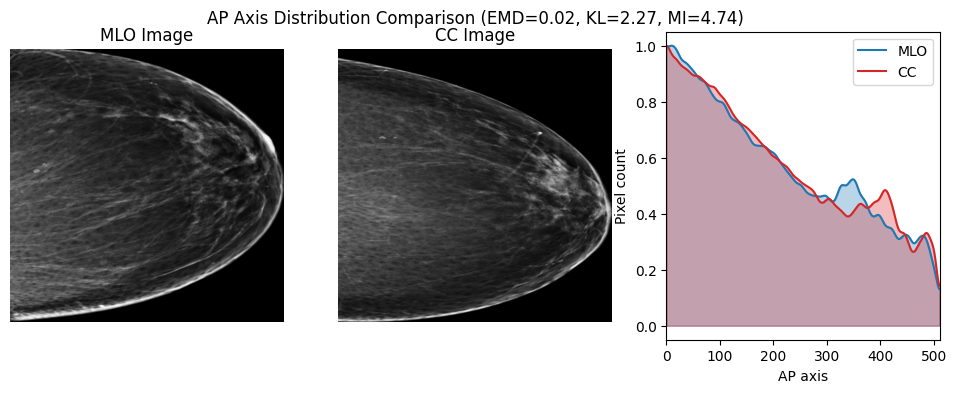 AP Axis Distribution Comparison (EMD=0.02, KL=2.27, MI=4.74)
MLO Image
CC Image
MLO
CC
Pixel count
1.0
0.8
0.6
0.4
0.2
0.0
0 100 200 300 400 500
AP axis